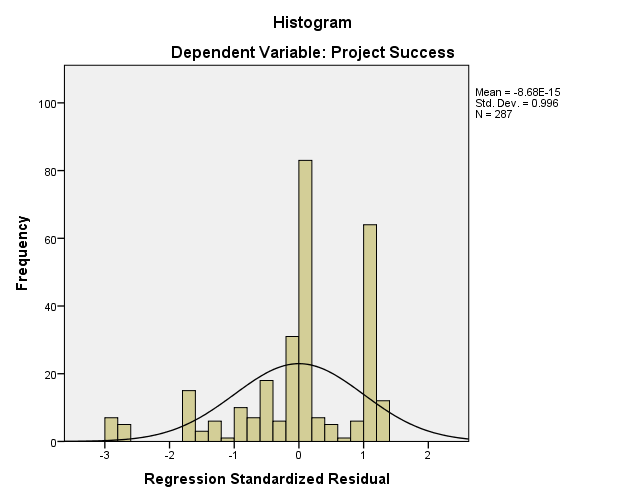 Histogram
Dependent Variable: Project Success
Mean = -8.68E-15
Std. Dev. = 0.996
N = 287
100
80
60
40
20
0
Frequency
-3 -2 -1 0 1 2
Regression Standardized Residual